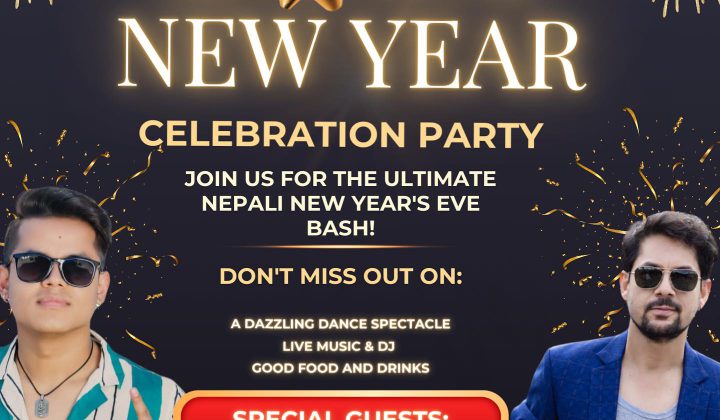 NEW YEAR
CELEBRATION PARTY
JOIN US FOR THE ULTIMATE
NEPALI NEW YEAR'S EVE
BASH!
DON'T MISS OUT ON:
A DAZZLING DANCE SPECTACLE
LIVE MUSIC & DJ
GOOD FOOD AND DRINKS
SPECIAL GUESTS: